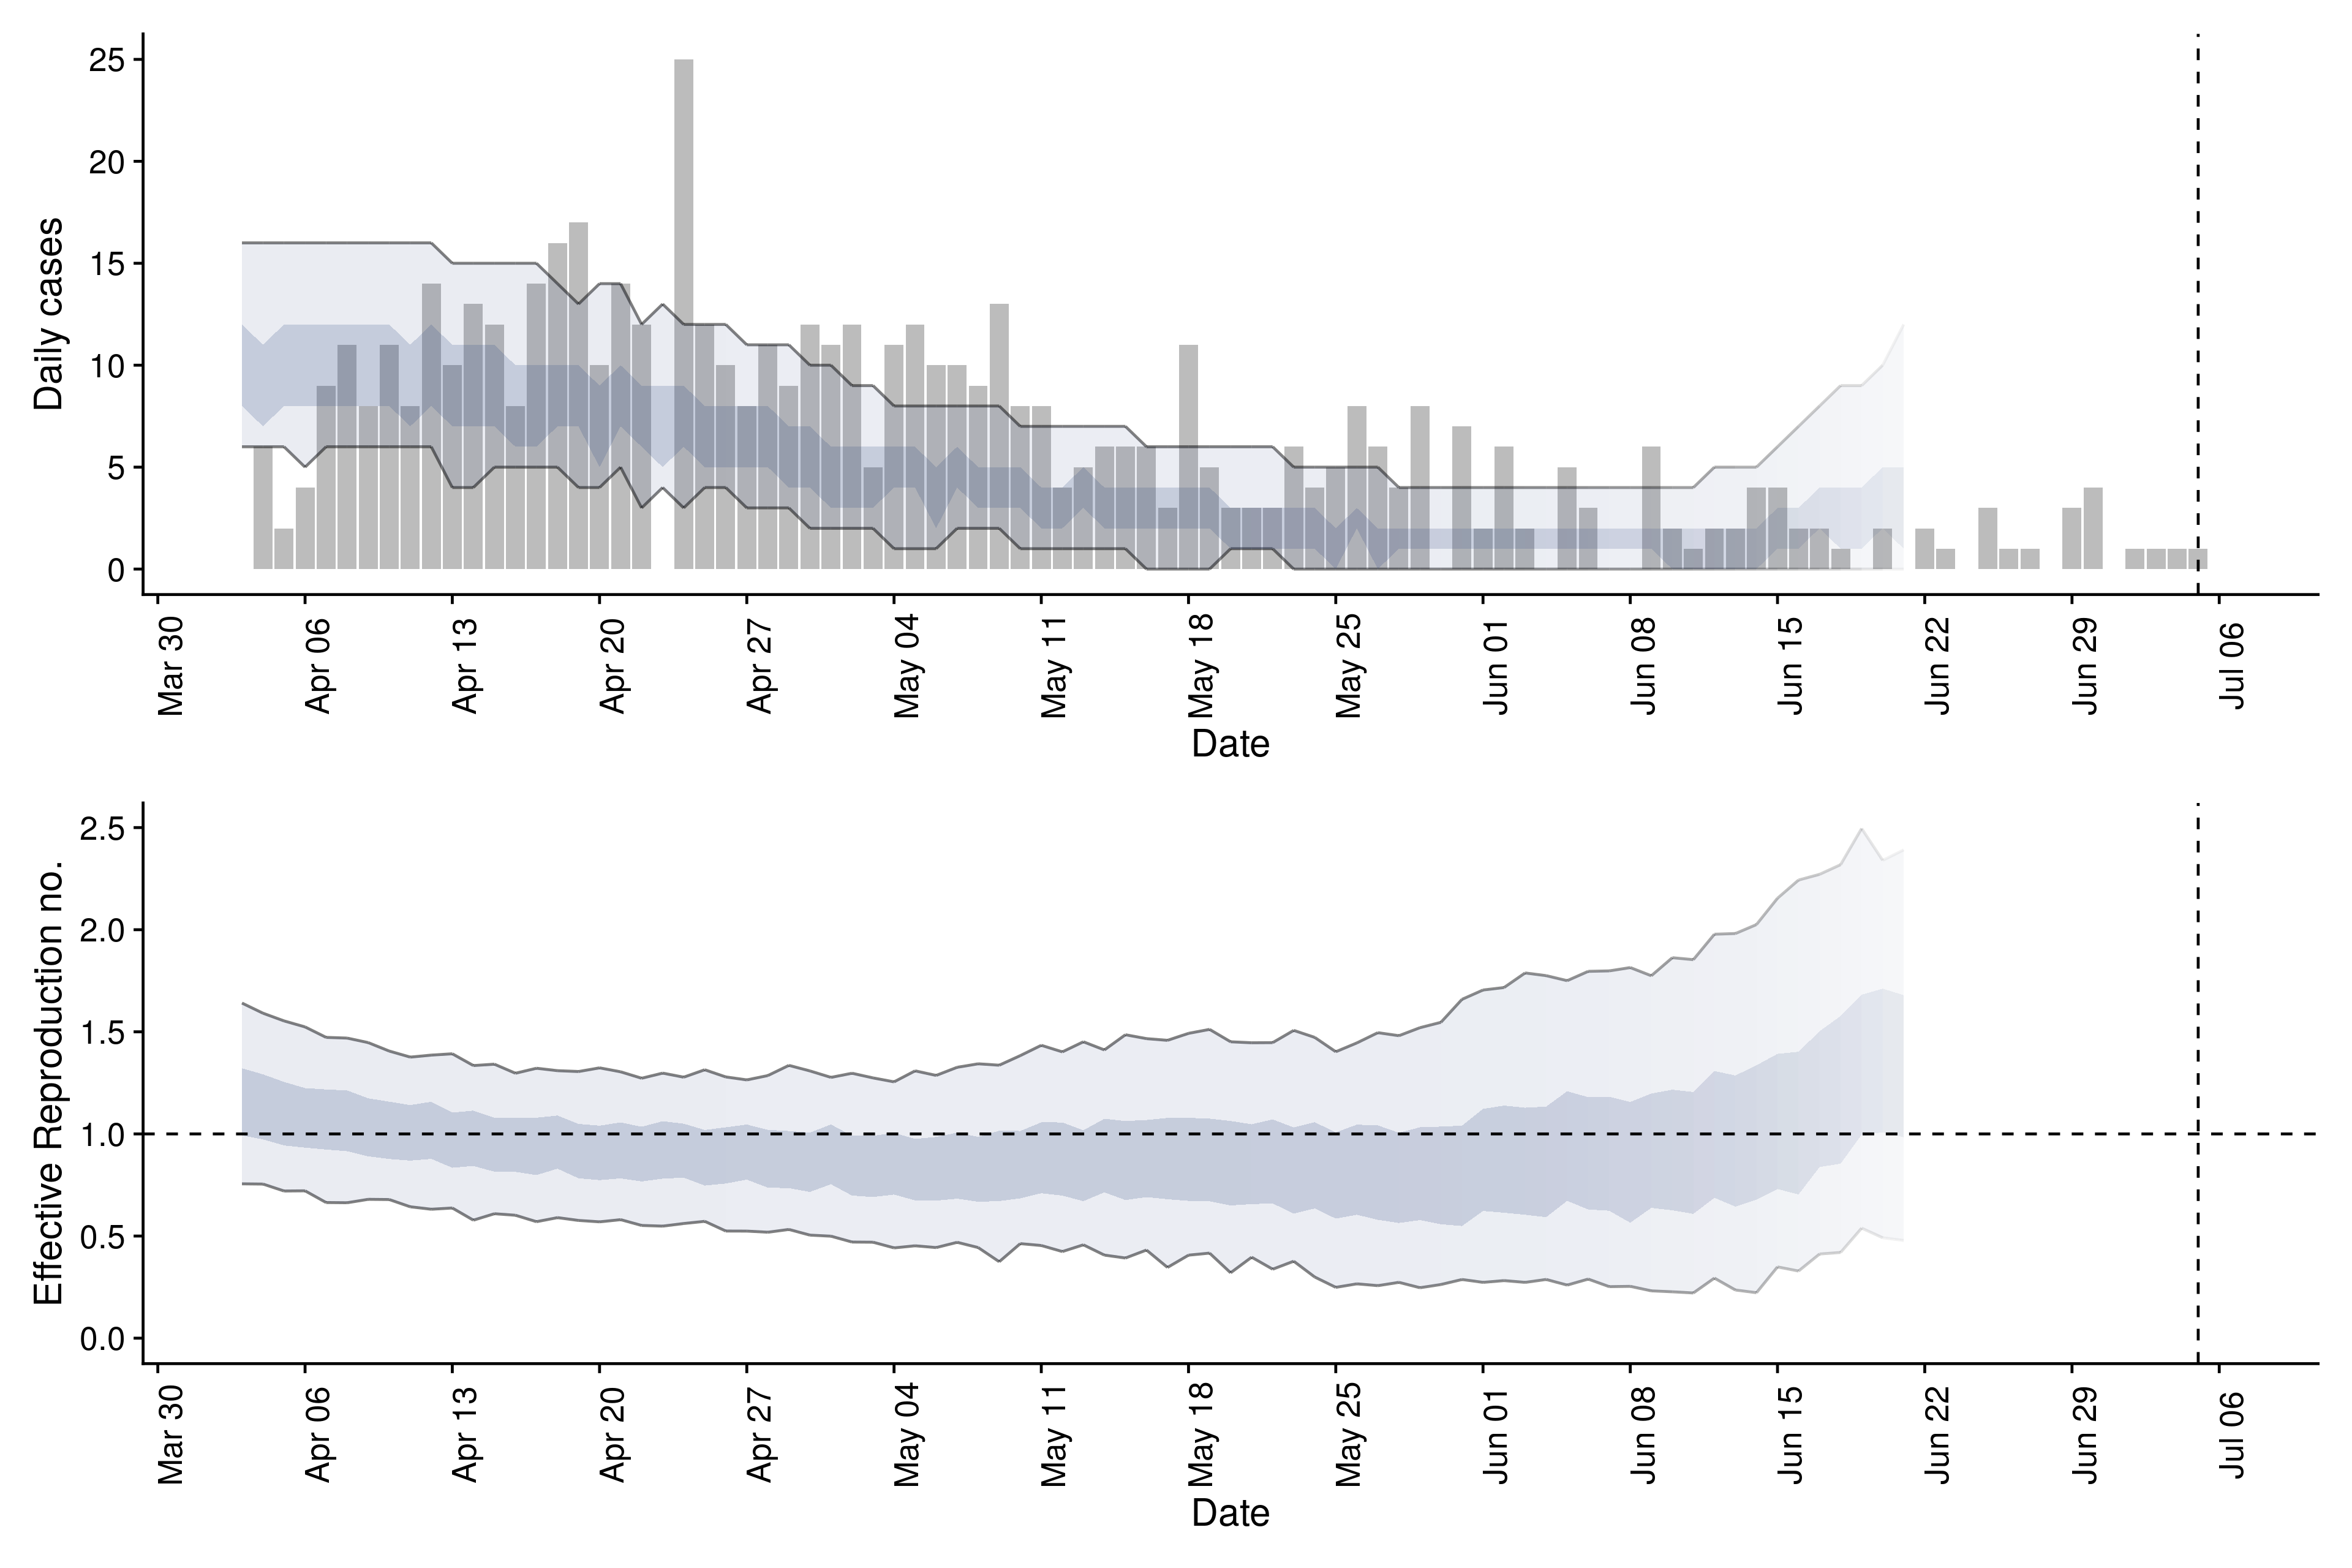 Daily cases
25
20
15
10
5
0
Mar 30
Apr 06
Apr 13
Apr 20
Apr 27
May 04
May 11
May 18
May 25
Jun 01
Jun 08
Jun 15
Jun 22
Jun 29
Jul 06
Date
Effective Reproduction no.
2.5
2.0
1.5
1.0
0.5
0.0
Mar 30
Apr 06
Apr 13
Apr 20
Apr 27
May 04
May 11
May 18
May 25
Jun 01
Jun 08
Jun 15
Jun 22
Jun 29
Jul 06
Date